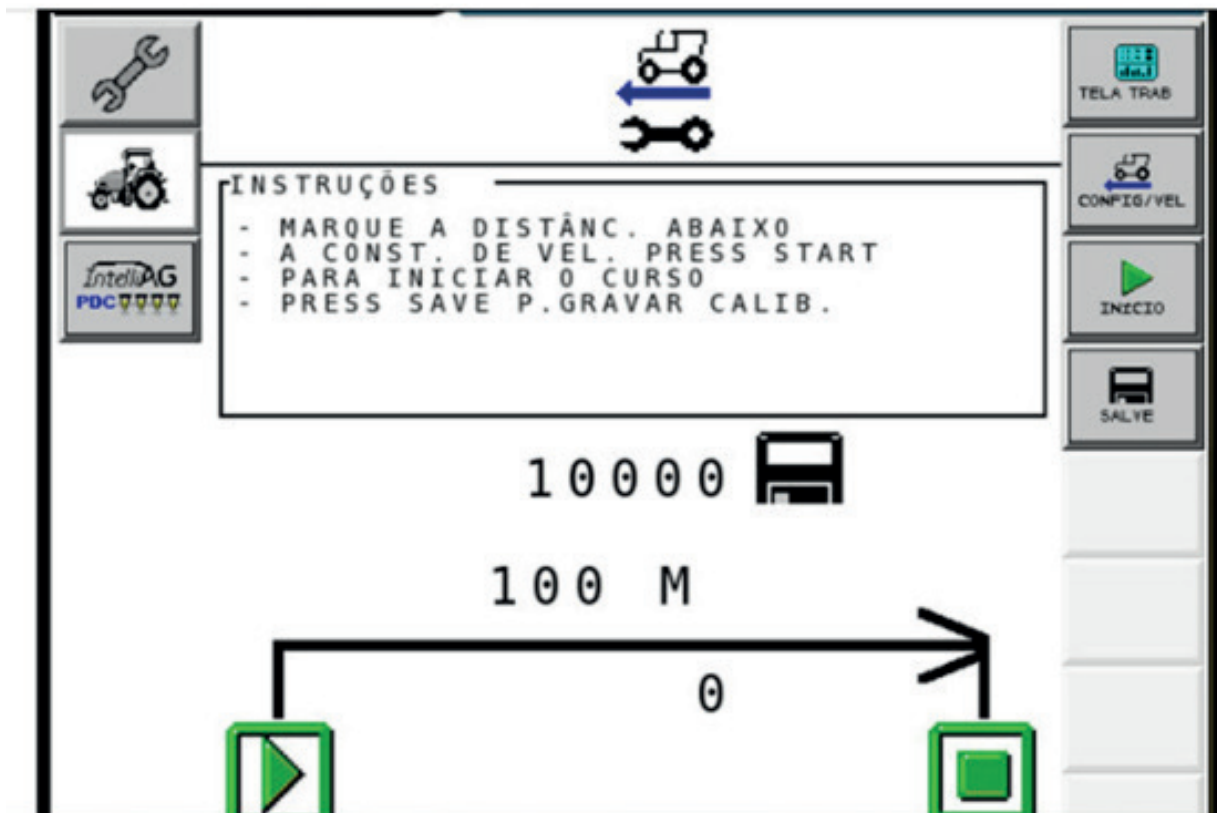 TELA TRAB
CONFIG/VEL
INSTRUÇÕES
- MARQUE A DISTÂNC. ABAIXO
- A CONST. DE VEL. PRESS START
- PARA INICIAR O CURSO
- PRESS SAVE P.GRAVAR CALIB.
IntelliAG
PDC
INÍCIO
SALVE
10000
100 M
0